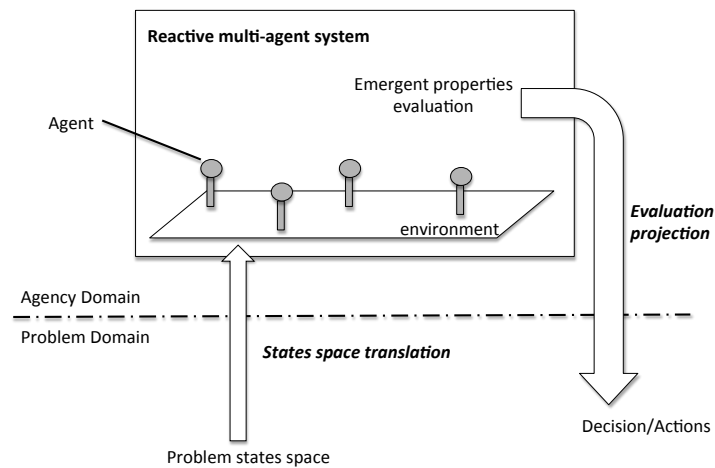 Reactive multi-agent system
Emergent properties
evaluation
Agent
environment
Evaluation
projection
Agency Domain
Problem Domain
States space translation
Decision/Actions
Problem states space